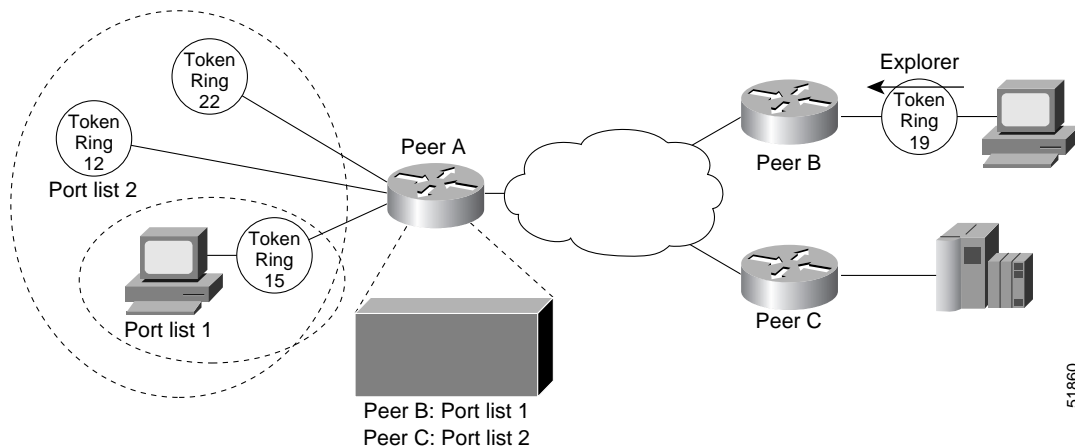 Token
Ring
22
Token
Ring
12
Port list 2
Token
Ring
15
Port list 1
Peer A
Explorer
Token
Ring
19
Peer B
Peer C
Peer B: Port list 1
Peer C: Port list 2
51860